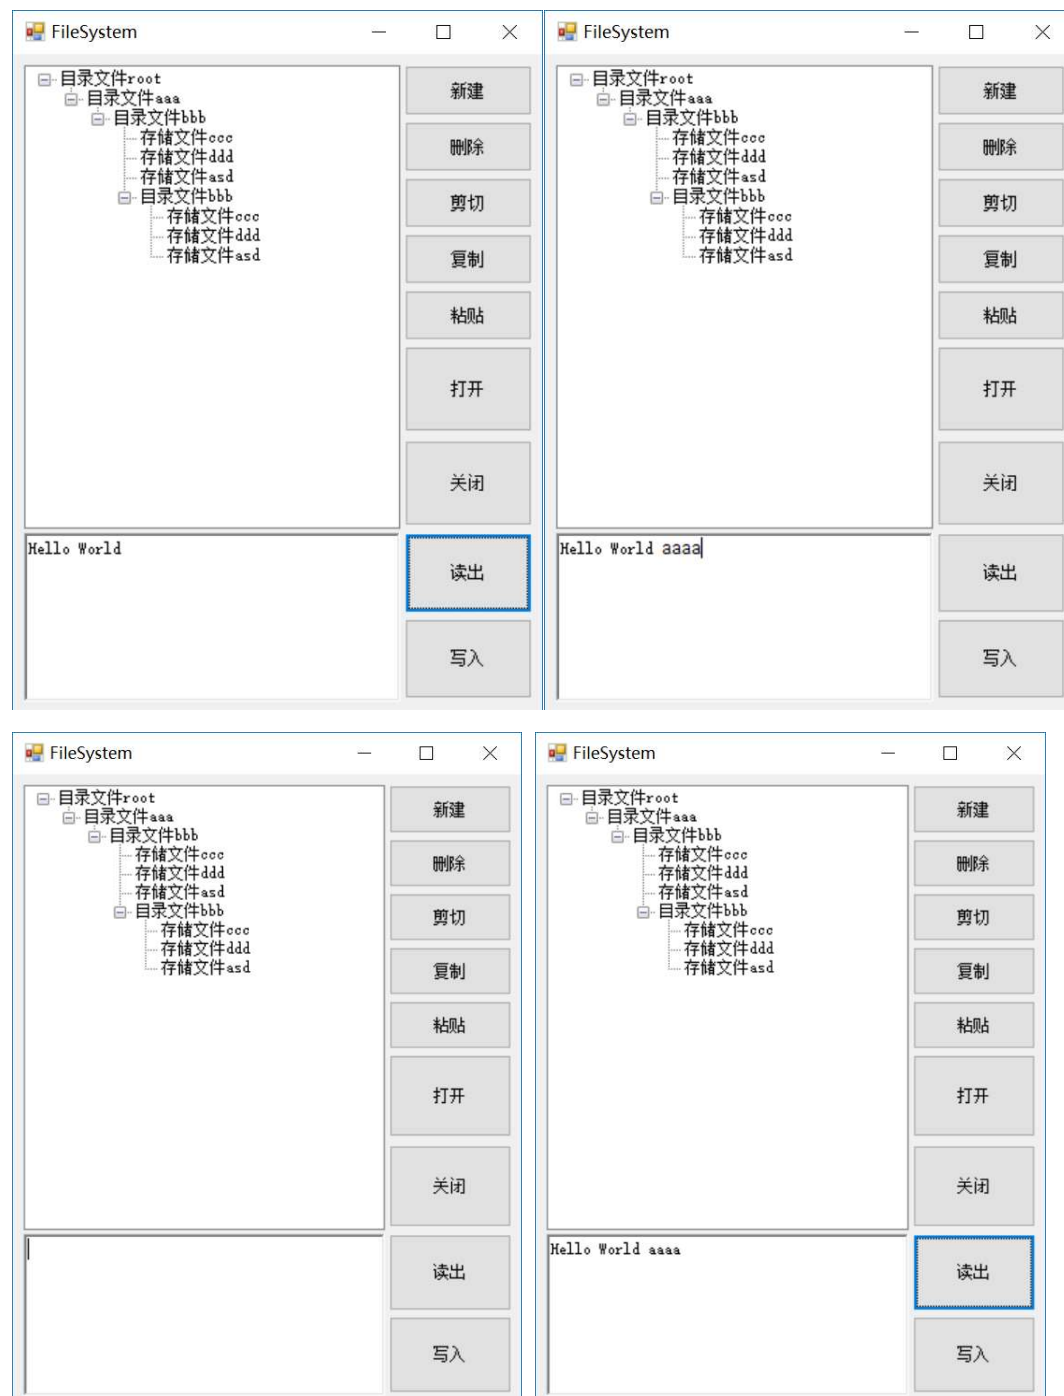 FileSystem
目录文件root
目录文件aaa
目录文件bbb
存储文件ccc
存储文件ddd
存储文件asd
目录文件bbb
存储文件ccc
存储文件ddd
存储文件asd
新建
删除
剪切
复制
粘贴
打开
关闭
Hello World
读出
写入
FileSystem
目录文件root
目录文件aaa
目录文件bbb
存储文件ccc
存储文件ddd
存储文件asd
目录文件bbb
存储文件ccc
存储文件ddd
存储文件asd
新建
删除
剪切
复制
粘贴
打开
关闭
Hello World aaaa
读出
写入
FileSystem
目录文件root
目录文件aaa
目录文件bbb
存储文件ccc
存储文件ddd
存储文件asd
目录文件bbb
存储文件ccc
存储文件ddd
存储文件asd
新建
删除
剪切
复制
粘贴
打开
关闭
读出
写入
FileSystem
目录文件root
目录文件aaa
目录文件bbb
存储文件ccc
存储文件ddd
存储文件asd
目录文件bbb
存储文件ccc
存储文件ddd
存储文件asd
新建
删除
剪切
复制
粘贴
打开
关闭
Hello World aaaa
读出
写入